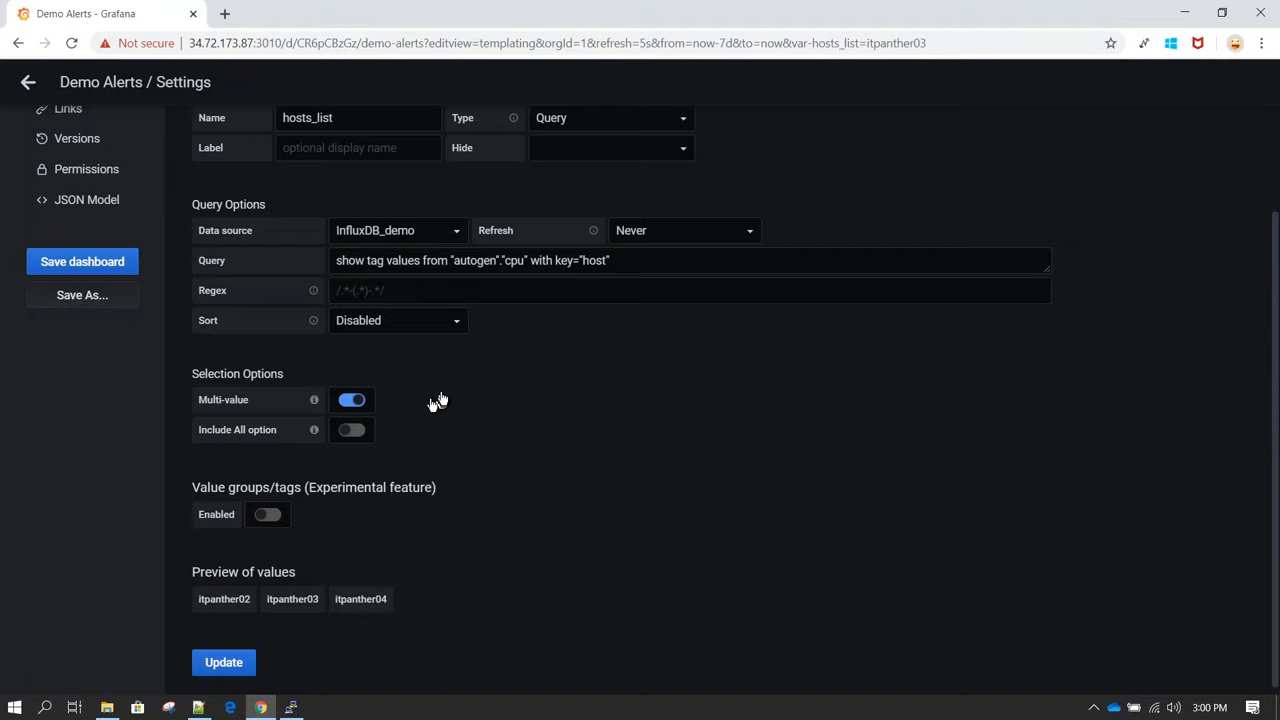 Demo Alerts - Grafana
Not secure 34.72.173.87:3010/d/CR6pCBzGz/demo-alerts?editview=templating&orgId=1&refresh=5s&from=now-7d&to=now&var-hosts_list=itpanther03
Demo Alerts / Settings
Links
Versions
Permissions
JSON Model
Save dashboard
Save As...
Name hosts_list Type Query
Label optional display name Hide
Query Options
Data source InfluxDB_demo Refresh Never
Query show tag values from "autogen"."cpu" with key="host"
Regex /.*-(.*)-.*/
Sort Disabled
Selection Options
Multi-value
Include All option
Value groups/tags (Experimental feature)
Enabled
Preview of values
itpanther02 itpanther03 itpanther04
Update
3:00 PM